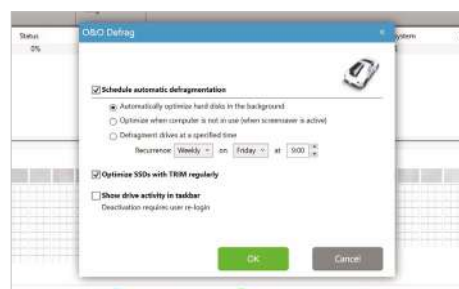 Status
0%
O&O Defrag
Schedule automatic defragmentation
Automatically optimize hard disks in the background
Optimize when computer is not in use (when screensaver is active)
Defragment drives at a specified time
Recurrence: Weekly on Friday at 9:00
Optimize SSDs with TRIM regularly
Show drive activity in taskbar
Deactivation requires user re-login
OK Cancel